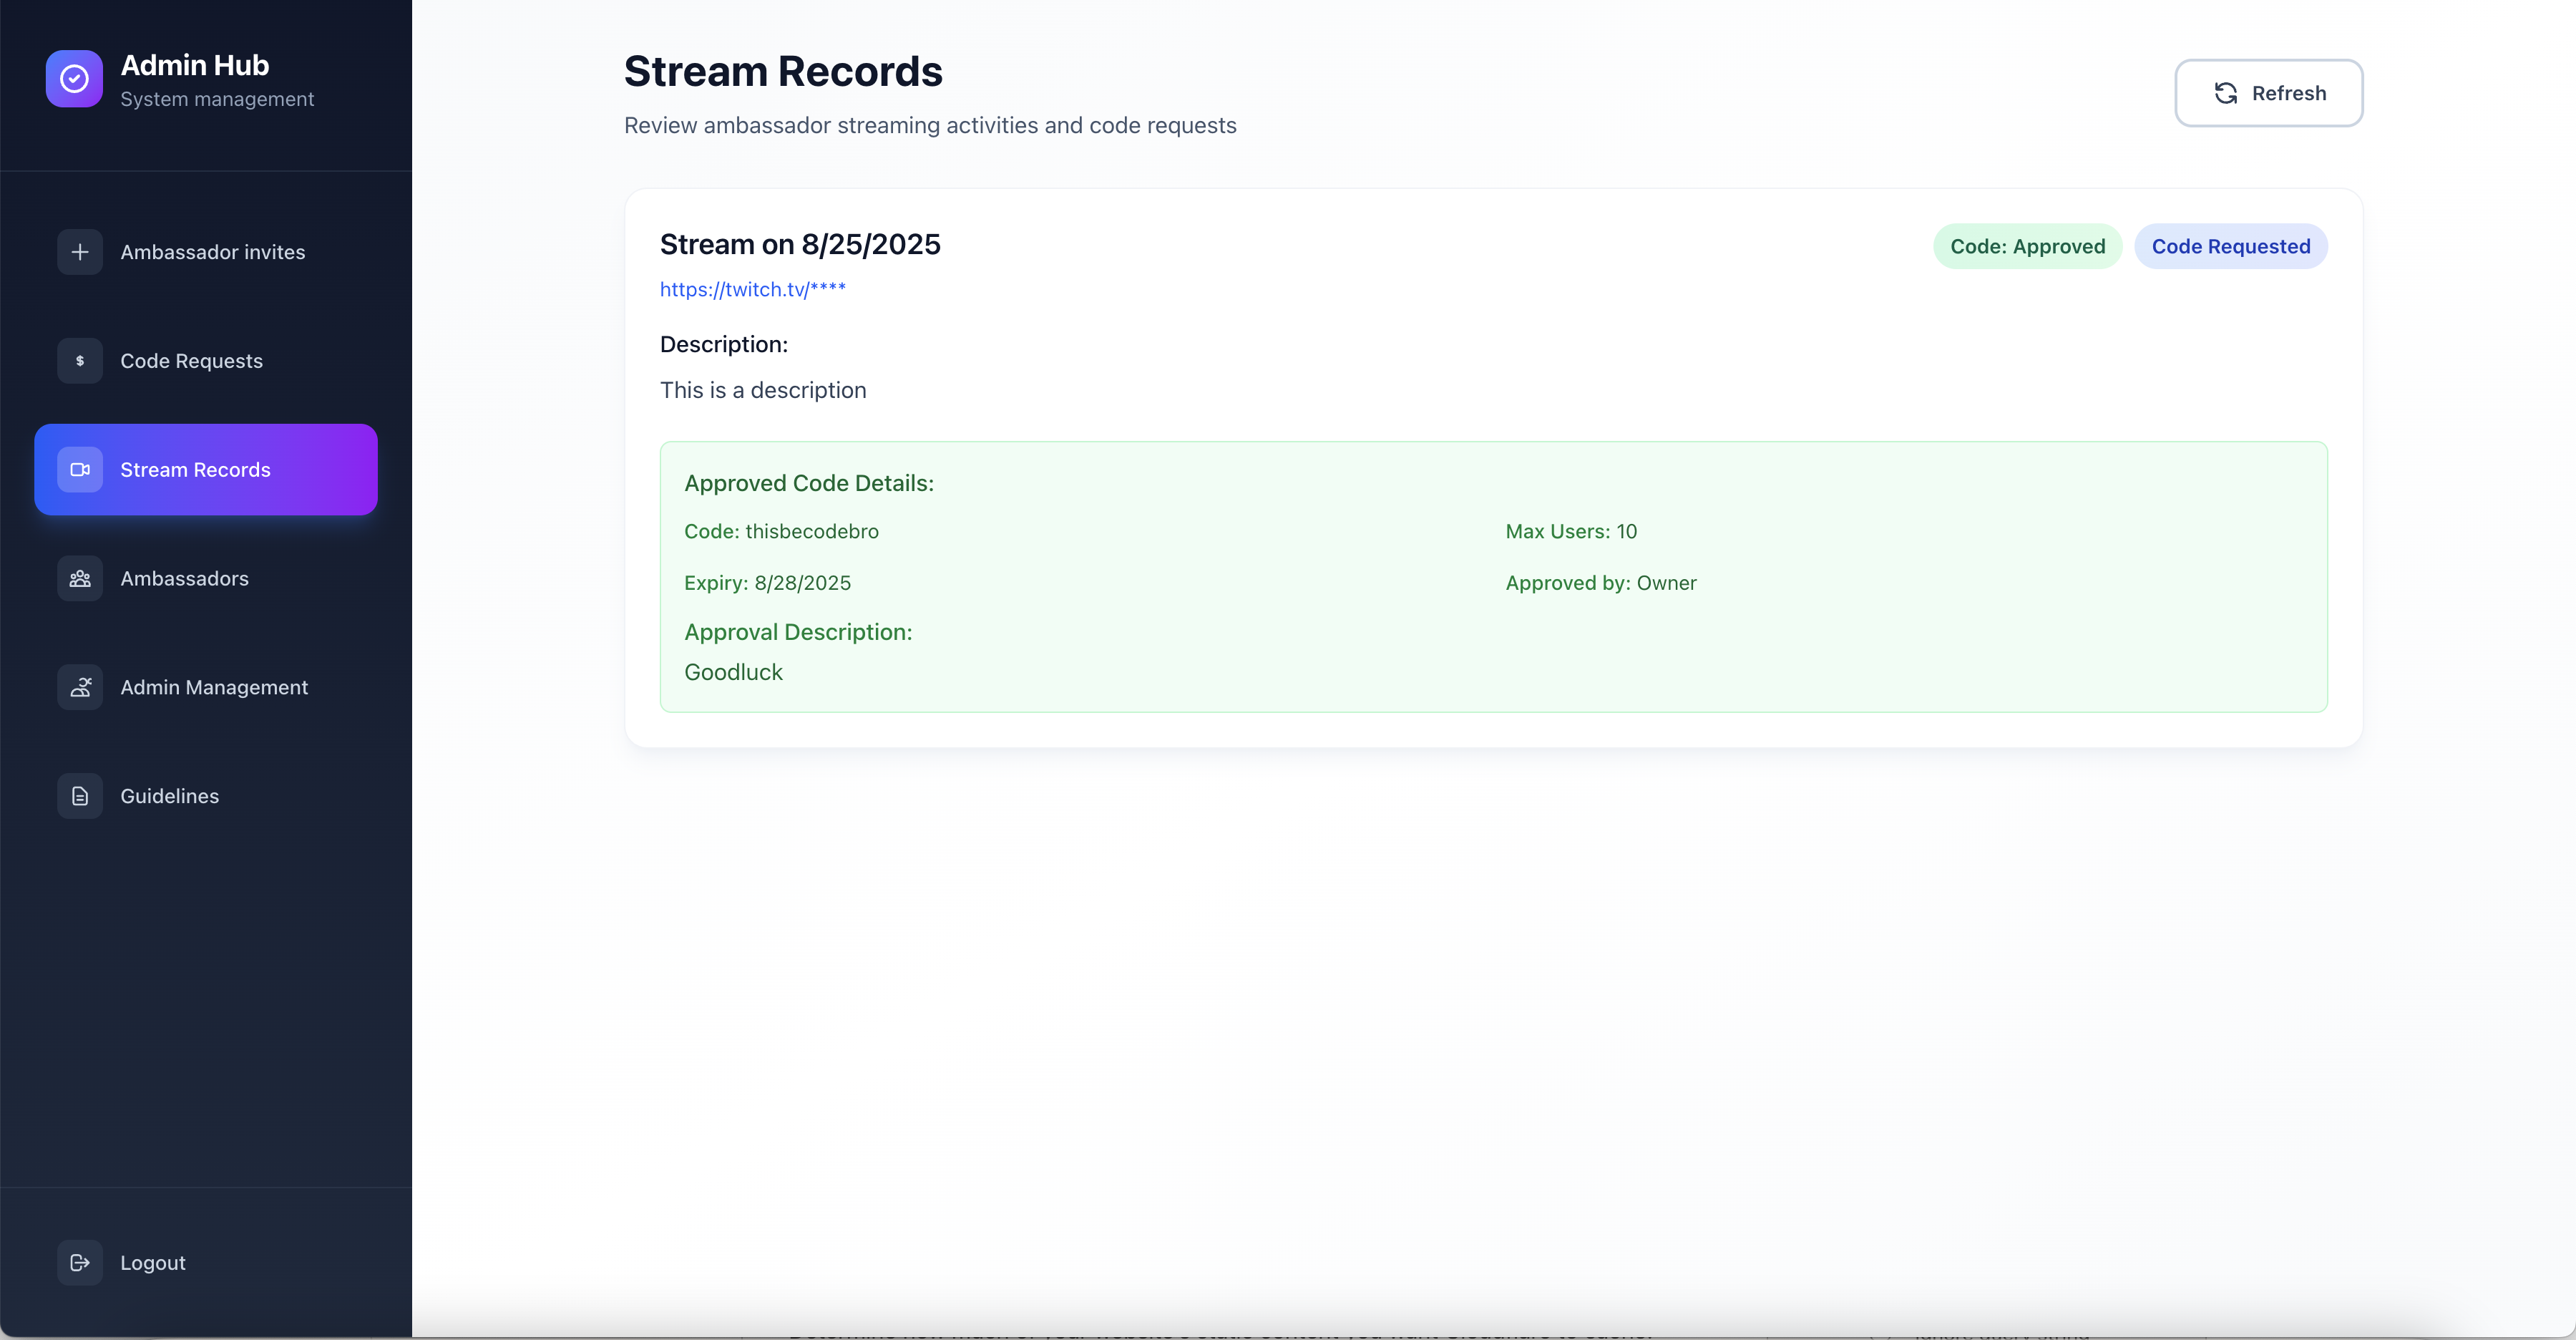 Admin Hub
System management
Ambassador invites
$
Code Requests
Stream Records
Ambassadors
Admin Management
Guidelines
Logout
Stream Records
Review ambassador streaming activities and code requests
Refresh
Stream on 8/25/2025
Code: Approved
Code Requested
https://twitch.tv/****
Description:
This is a description
Approved Code Details:
Code: thisbecodebro
Max Users: 10
Expiry: 8/28/2025
Approved by: Owner
Approval Description:
Goodluck